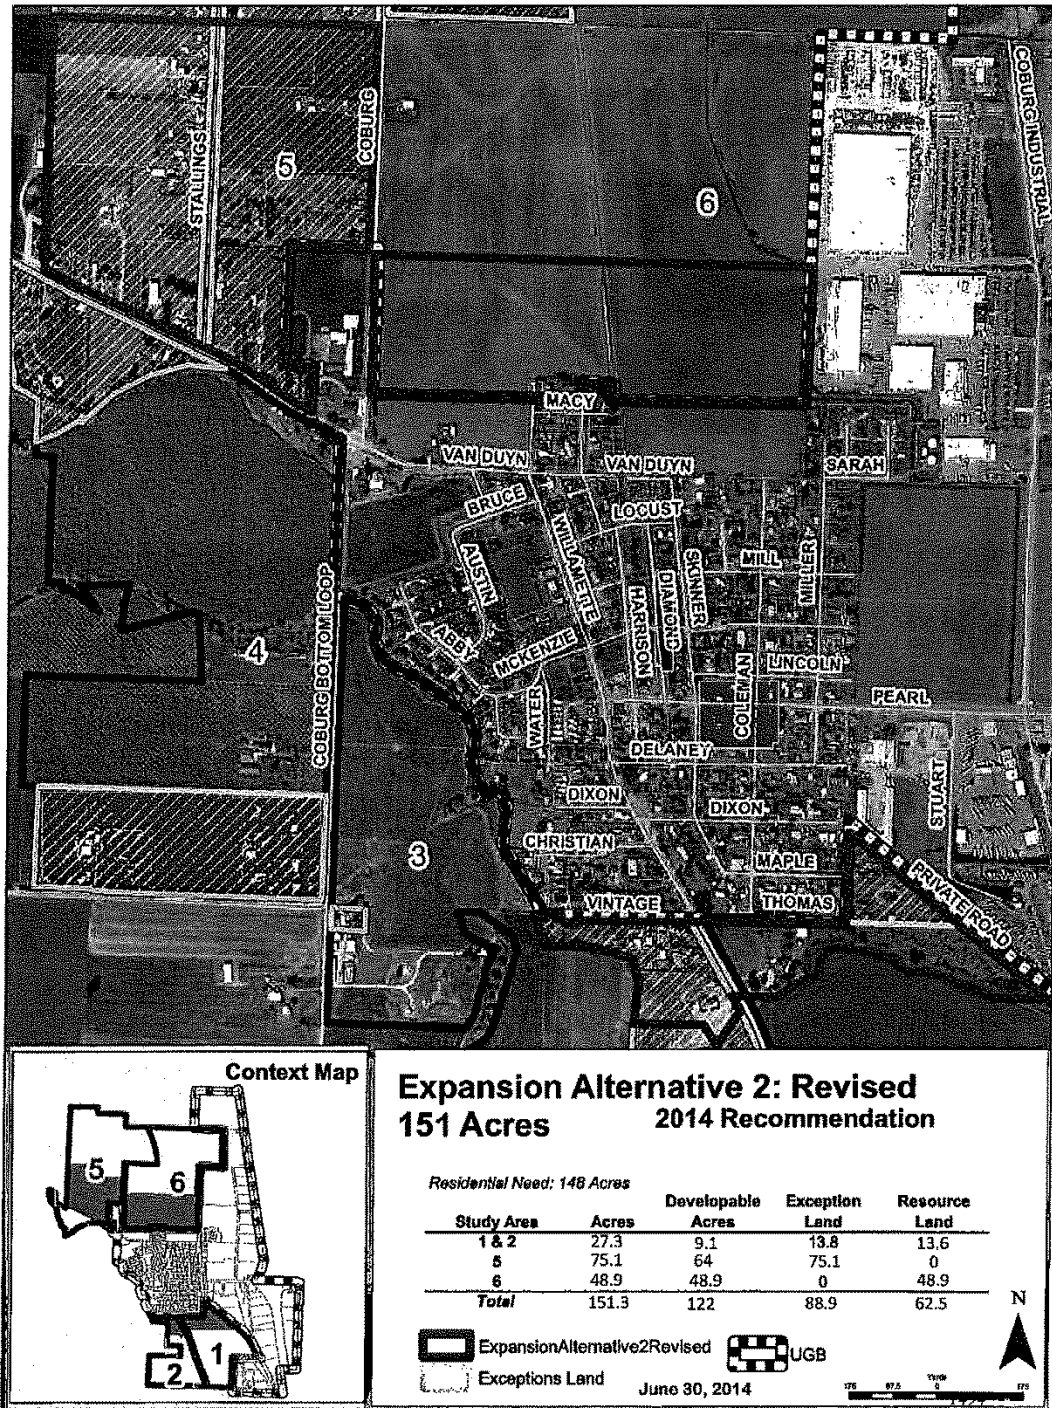 COBURG INDUSTRIAL
STALLINGS
COBURG
5
6
MACY
VAN DUYN
VAN DUYN
SARAH
BRUCE
LOCUST
AUSTIN
WILLAMETTE
SKINNER
MILL
MILLER
DIAMOND
HARRISON
COBURG BOTTOM LOOP
ABBY
MCKENZIE
LINCOLN
4
COLEMAN
PEARL
WATER
DELANEY
STUART
DIXON
DIXON
CHRISTIAN
MAPLE
3
VINTAGE
THOMAS
PRIVATE ROAD
Context Map
5
6
1
2
Expansion Alternative 2: Revised
151 Acres 2014 Recommendation
Residential Need: 148 Acres
Developable Exception Resource
Study Area Acres Acres Land Land
1 & 2 27.3 9.1 13.8 13.6
5 75.1 64 75.1 0
6 48.9 48.9 0 48.9
Total 151.3 122 88.9 62.5
N
ExpansionAlternative2Revised UGB
Exceptions Land
June 30, 2014
175 87.5 0 175